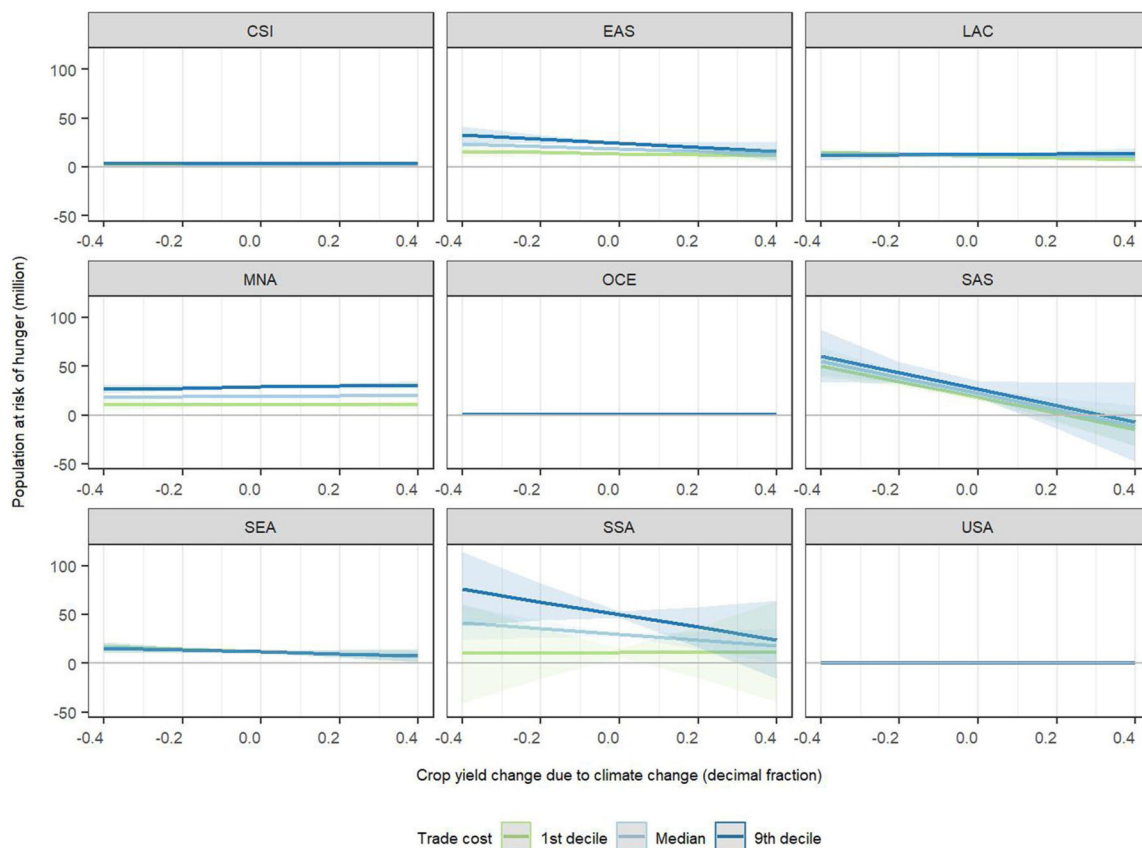 CSI EAS LAC
100
50
0
-50
-0.4 -0.2 0.0 0.2 0.4 -0.4 -0.2 0.0 0.2 0.4 -0.4 -0.2 0.0 0.2 0.4
MNA OCE SAS
Population at risk of hunger (million)
100
50
0
-50
-0.4 -0.2 0.0 0.2 0.4 -0.4 -0.2 0.0 0.2 0.4 -0.4 -0.2 0.0 0.2 0.4
SEA SSA USA
100
50
0
-50
-0.4 -0.2 0.0 0.2 0.4 -0.4 -0.2 0.0 0.2 0.4 -0.4 -0.2 0.0 0.2 0.4
Crop yield change due to climate change (decimal fraction)
Trade cost 1st decile Median 9th decile